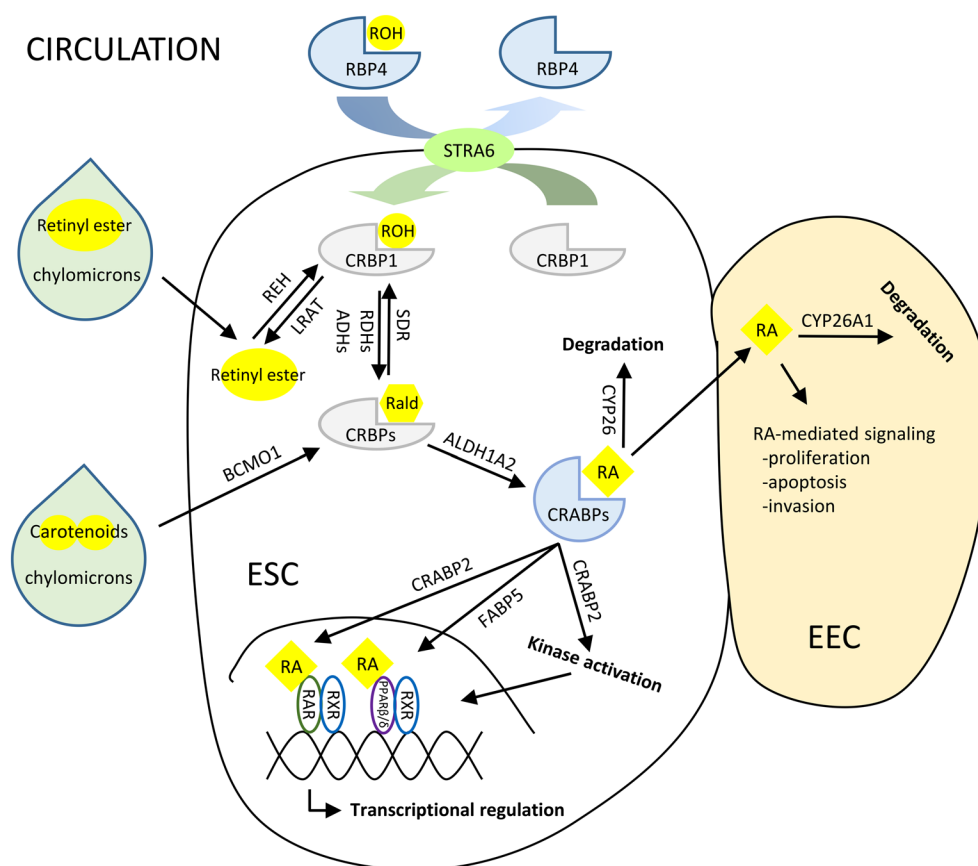 CIRCULATION
ROH
RBP4
RBP4
STRA6
Retinyl ester
chylomicrons
ROH
CRBP1
CRBP1
REH
LRAT
ADHs
RDHs
SDR
Retinyl ester
Rald
CRBPs
BCMO1
ALDH1A2
Carotenoids
chylomicrons
Degradation
CYP26
RA
CRABPs
RA
CYP26A1
Degradation
RA-mediated signaling
-proliferation
-apoptosis
-invasion
EEC
ESC
CRABP2
FABP5
CRABP2
Kinase activation
RA
RA
RAR
RXR
PPARβ/δ
RXR
Transcriptional regulation